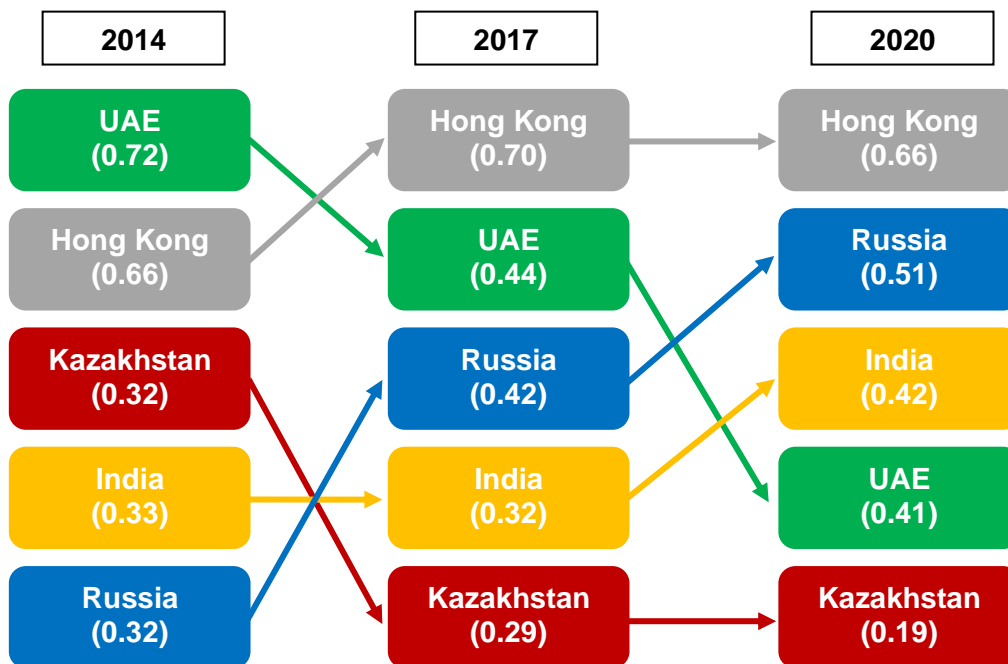 2014
2017
2020
UAE
(0.72)
Hong Kong
(0.70)
Hong Kong
(0.66)
Hong Kong
(0.66)
UAE
(0.44)
Russia
(0.51)
Kazakhstan
(0.32)
Russia
(0.42)
India
(0.42)
India
(0.33)
India
(0.32)
UAE
(0.41)
Russia
(0.32)
Kazakhstan
(0.29)
Kazakhstan
(0.19)